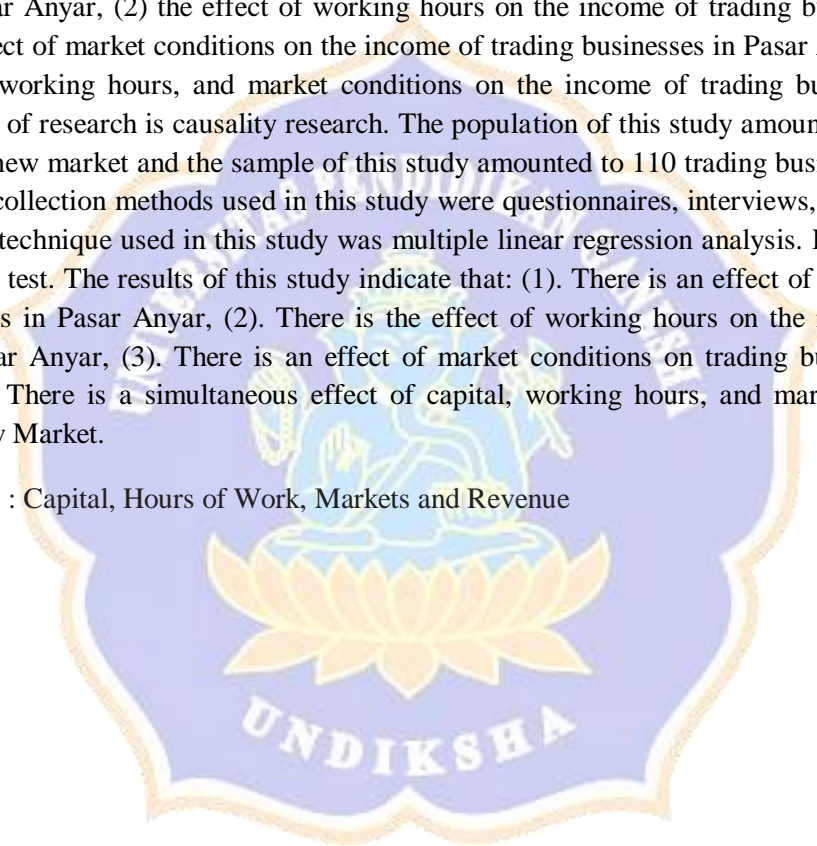 ar Anyar, (2) the effect of working hours on the income of trading bu
ect of market conditions on the income of trading businesses in Pasar
working hours, and market conditions on the income of trading bu
of research is causality research. The population of this study amoun
new market and the sample of this study amounted to 110 trading busi
collection methods used in this study were questionnaires, interviews,
technique used in this study was multiple linear regression analysis.
test. The results of this study indicate that: (1). There is an effect of
s in Pasar Anyar, (2). There is the effect of working hours on the
ar Anyar, (3). There is an effect of market conditions on trading bu
There is a simultaneous effect of capital, working hours, and mar
Market.
: Capital, Hours of Work, Markets and Revenue
UNIVERSITAS PENDIDIKAN GANESHA
UNDIKSHA